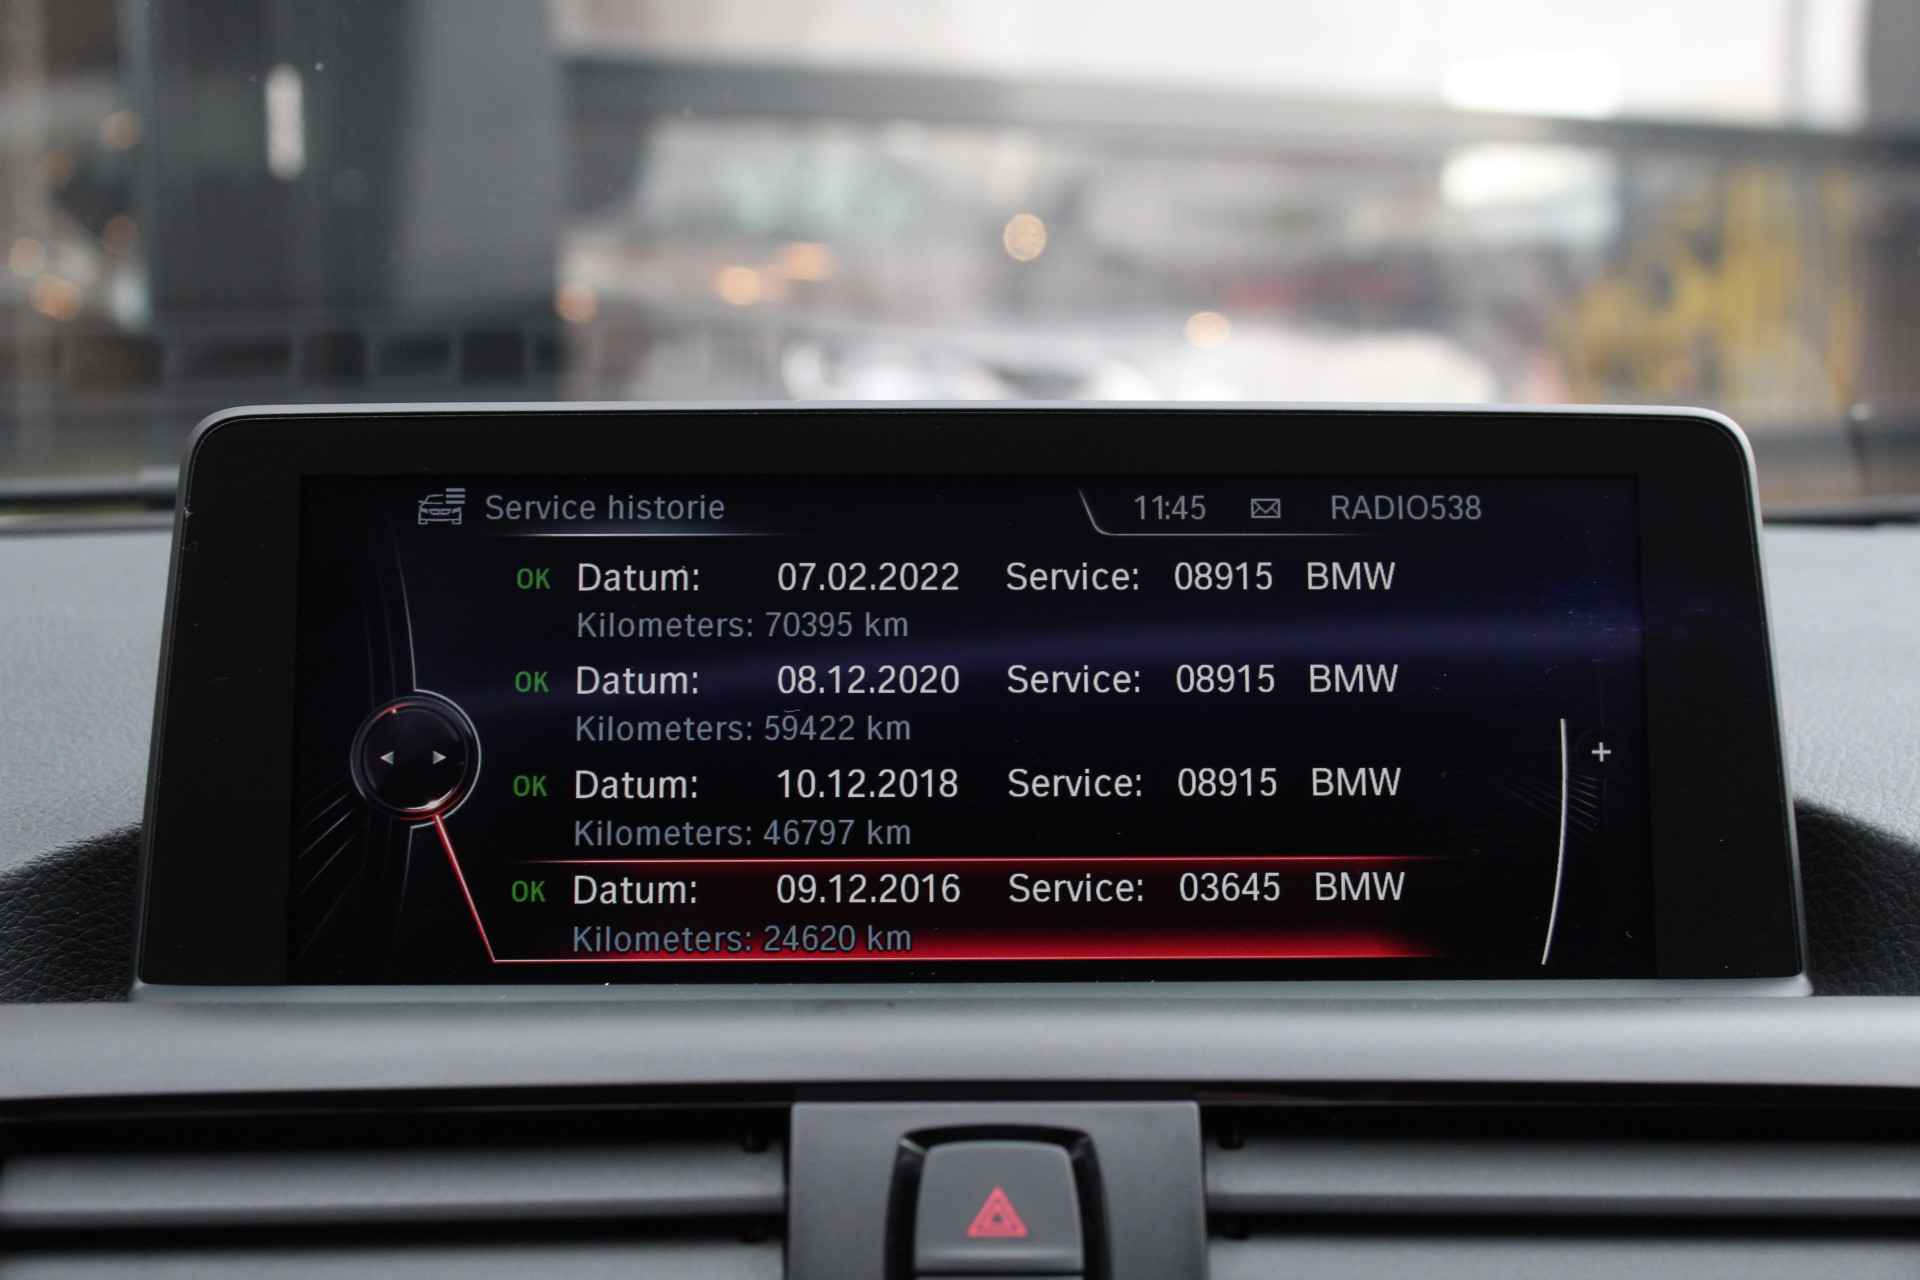 Service historie 11:45 RADIO538
OK Datum: 07.02.2022 Service: 08915 BMW
Kilometers: 70395 km
OK Datum: 08.12.2020 Service: 08915 BMW
Kilometers: 59422 km
OK Datum: 10.12.2018 Service: 08915 BMW
Kilometers: 46797 km
OK Datum: 09.12.2016 Service: 03645 BMW
Kilometers: 24620 km